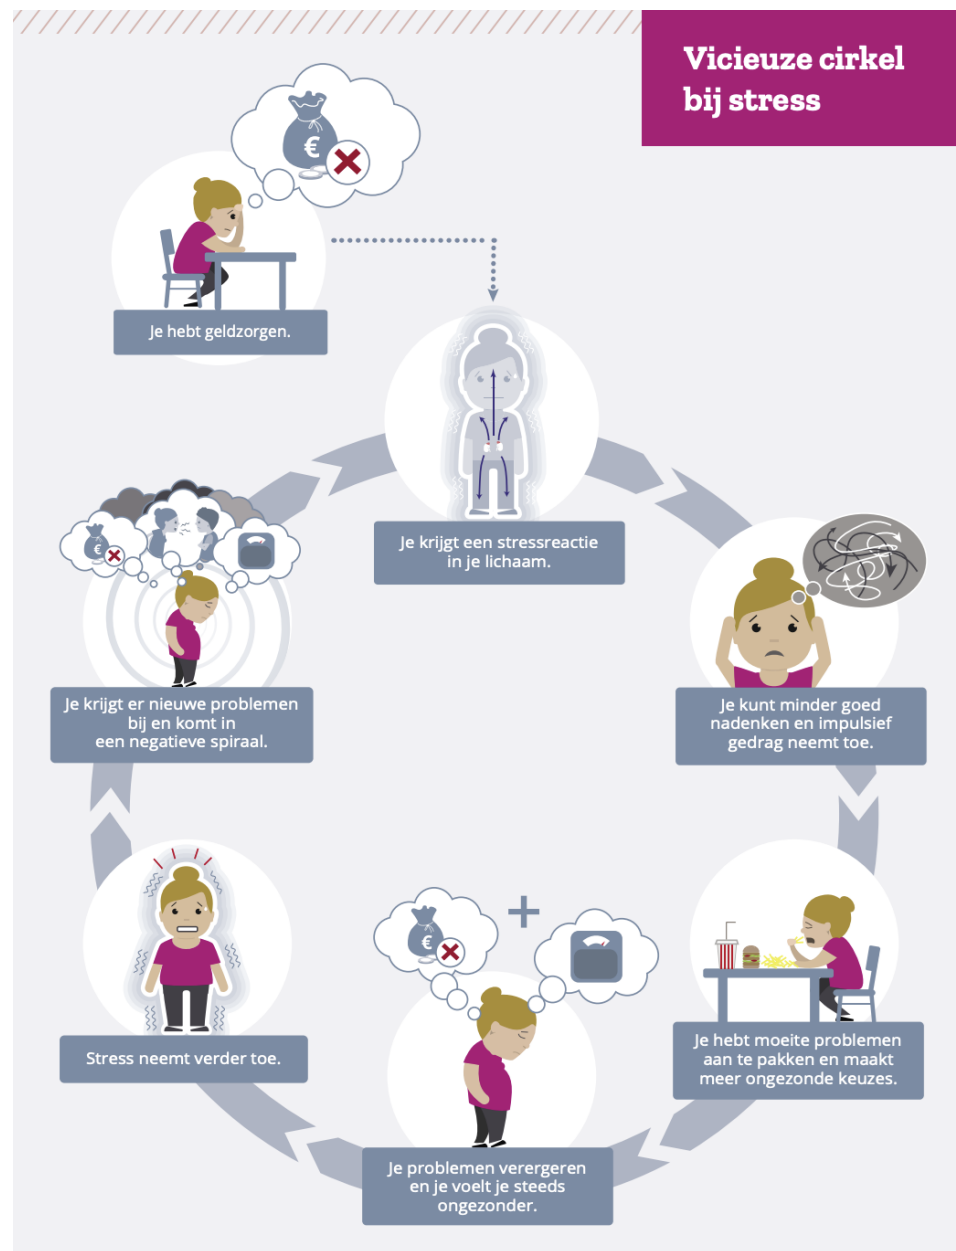 Vicieuze cirkel
bij stress
€
Je hebt geldzorgen.
Je krijgt een stressreactie
in je lichaam.
Je kunt minder goed
nadenken en impulsief
gedrag neemt toe.
Je hebt moeite problemen
aan te pakken en maakt
meer ongezonde keuzes.
+
€
Je problemen verergeren
en je voelt je steeds
ongezonder.
Stress neemt verder toe.
€
Je krijgt er nieuwe problemen
bij en komt in
een negatieve spiraal.